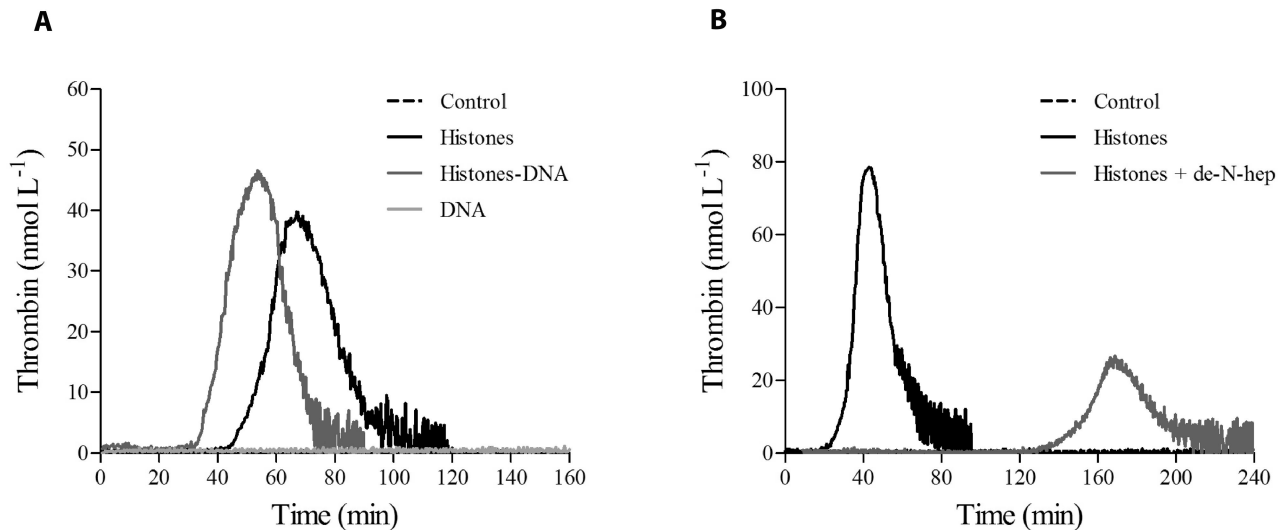 A
Thrombin (nmol L⁻¹)
60
50
40
30
20
10
0
0 20 40 60 80 100 120 140 160
Time (min)
Control
Histones
Histones-DNA
DNA
B
Thrombin (nmol L⁻¹)
100
80
60
40
20
0
0 40 80 120 160 200 240
Time (min)
Control
Histones
Histones + de-N-hep